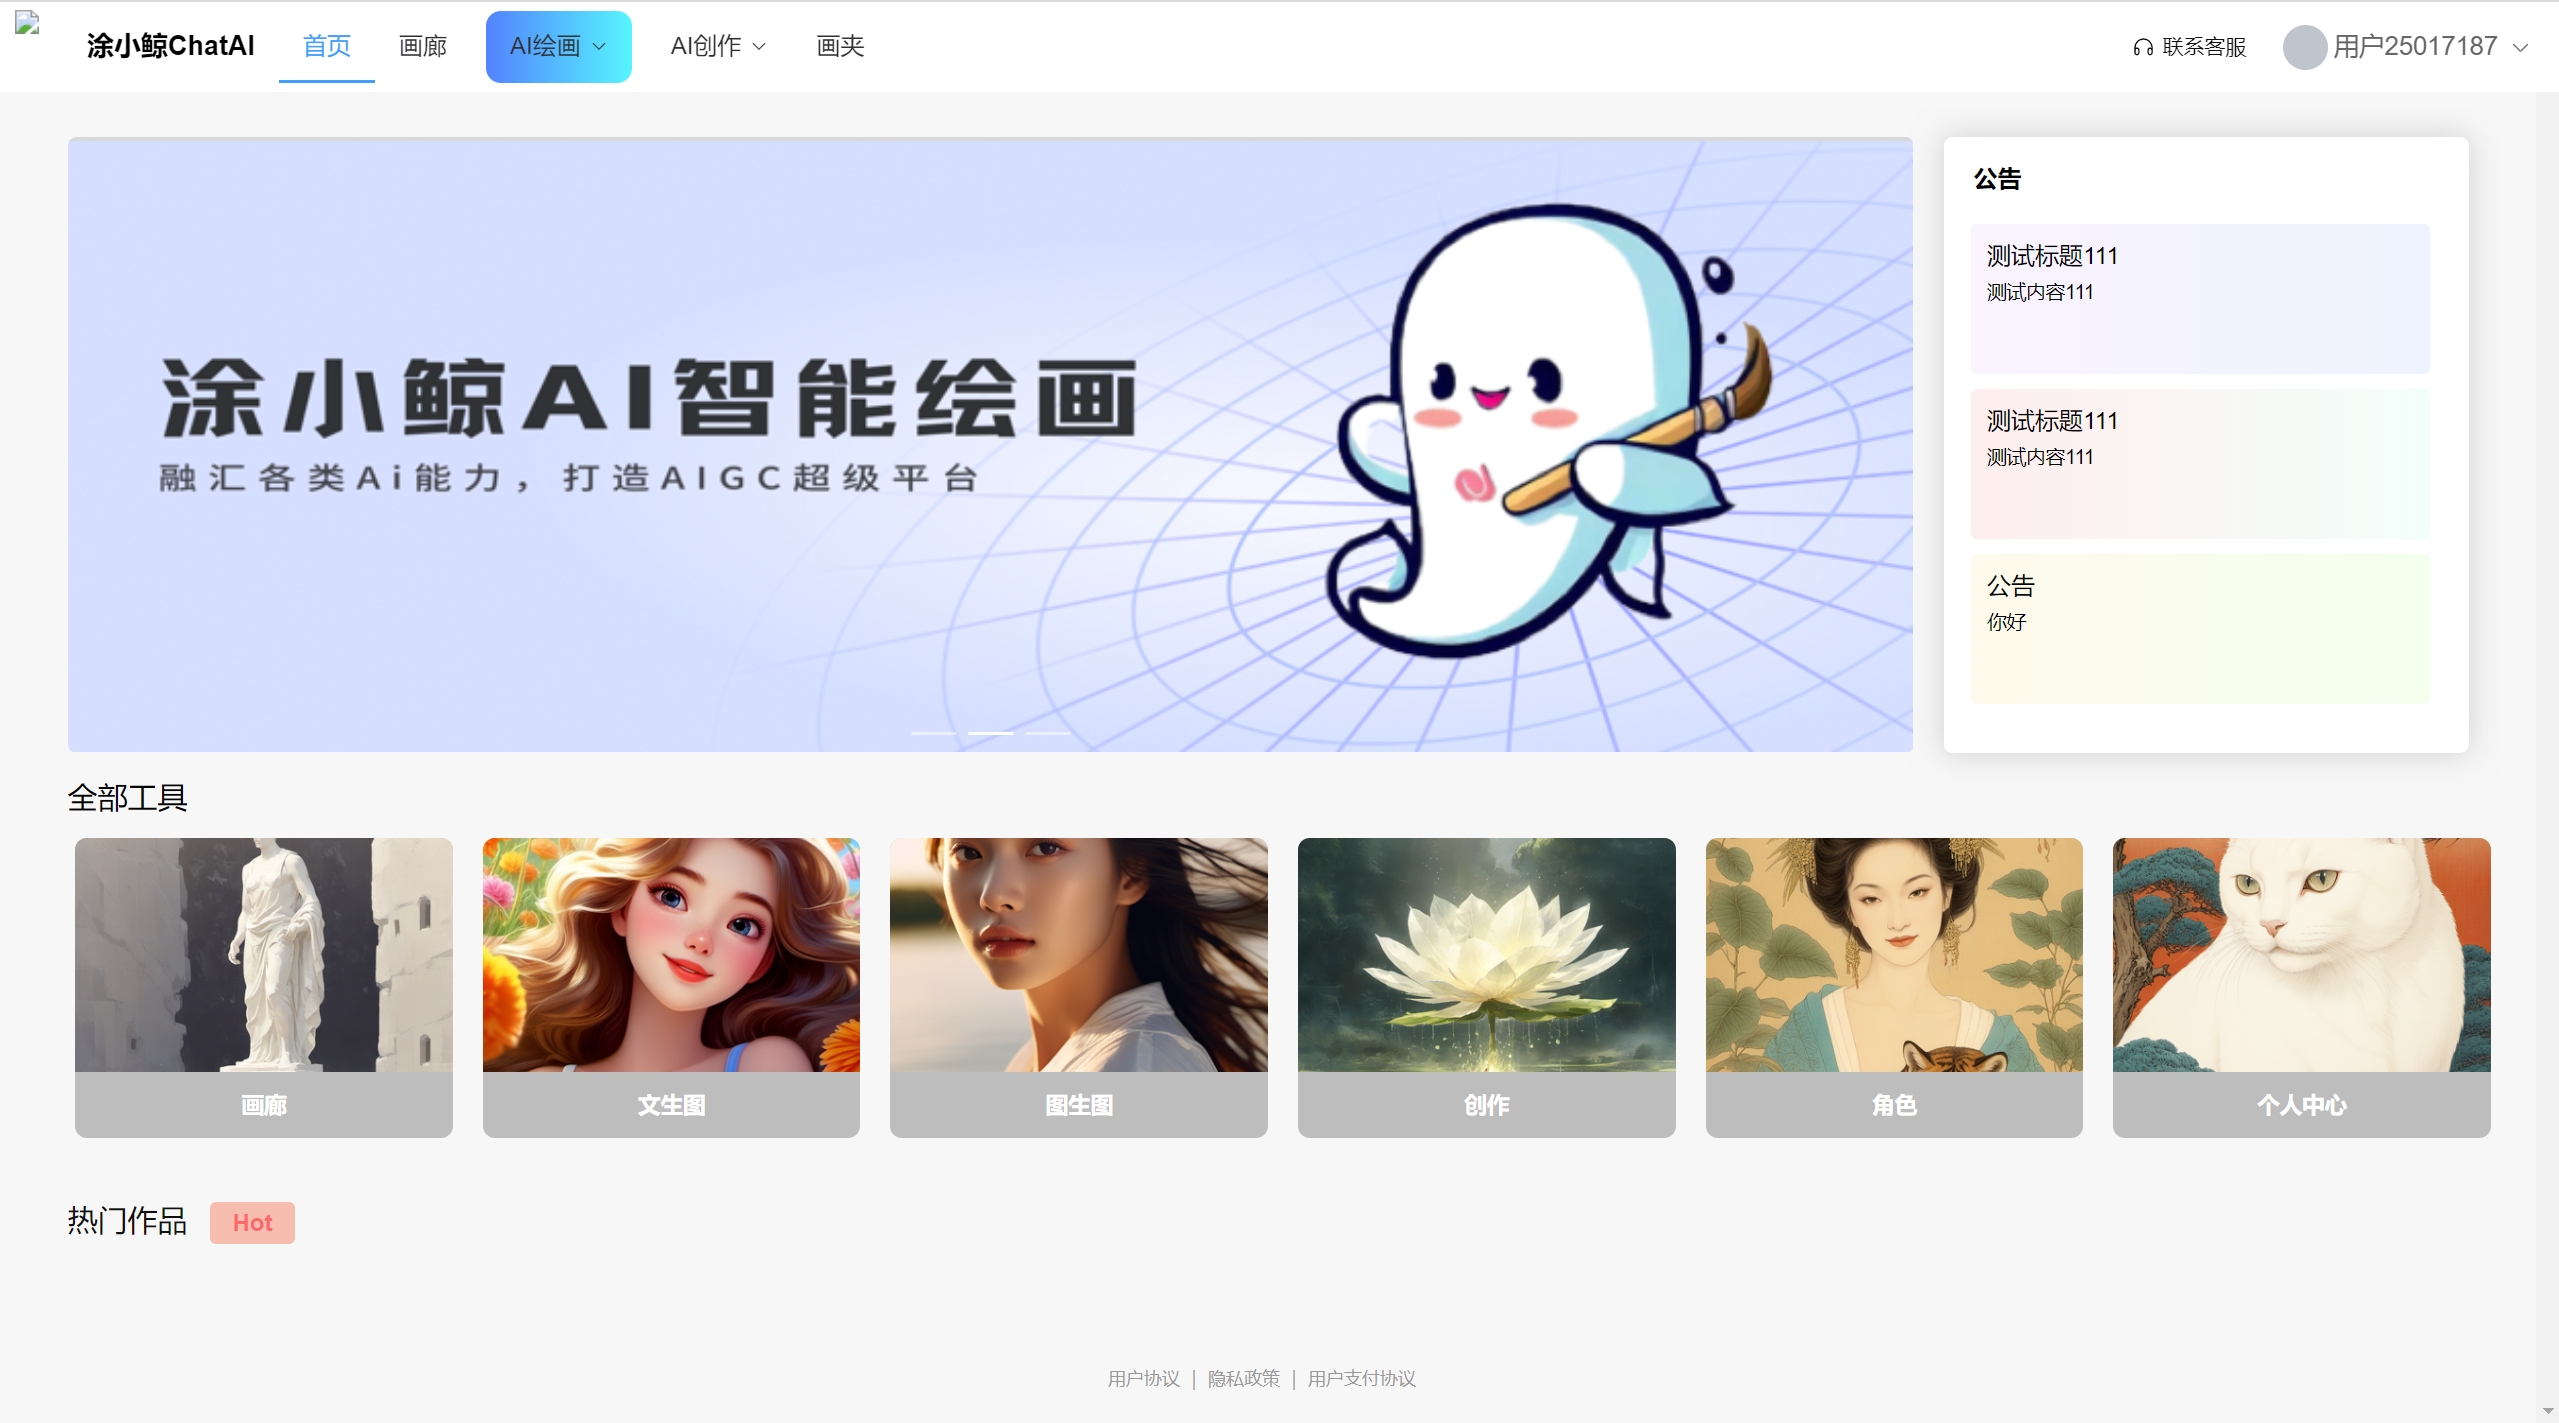 涂小鲸ChatAI
首页
画廊
AI绘画
AI创作
画夹
联系客服
用户25017187
涂小鲸AI智能绘画
融汇各类Ai能力，打造AIGC超级平台
公告
测试标题111
测试内容111
测试标题111
测试内容111
公告
你好
全部工具
画廊
文生图
图生图
创作
角色
个人中心
热门作品
Hot
用户协议 | 隐私政策 | 用户支付协议